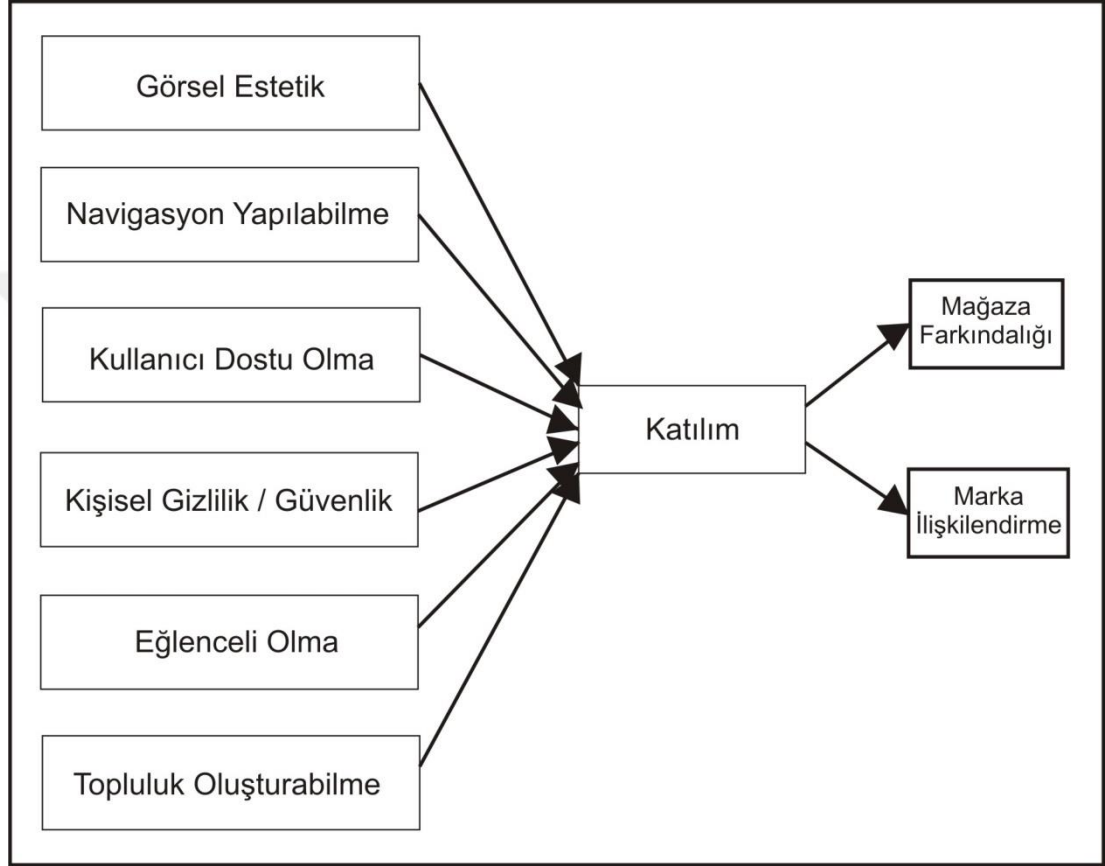 Görsel Estetik
Navigasyon Yapılabilme
Kullanıcı Dostu Olma
Kişisel Gizlilik / Güvenlik
Eğlenceli Olma
Topluluk Oluşturabilme
Katılım
Mağaza
Farkındalığı
Marka
İlişkilendirme